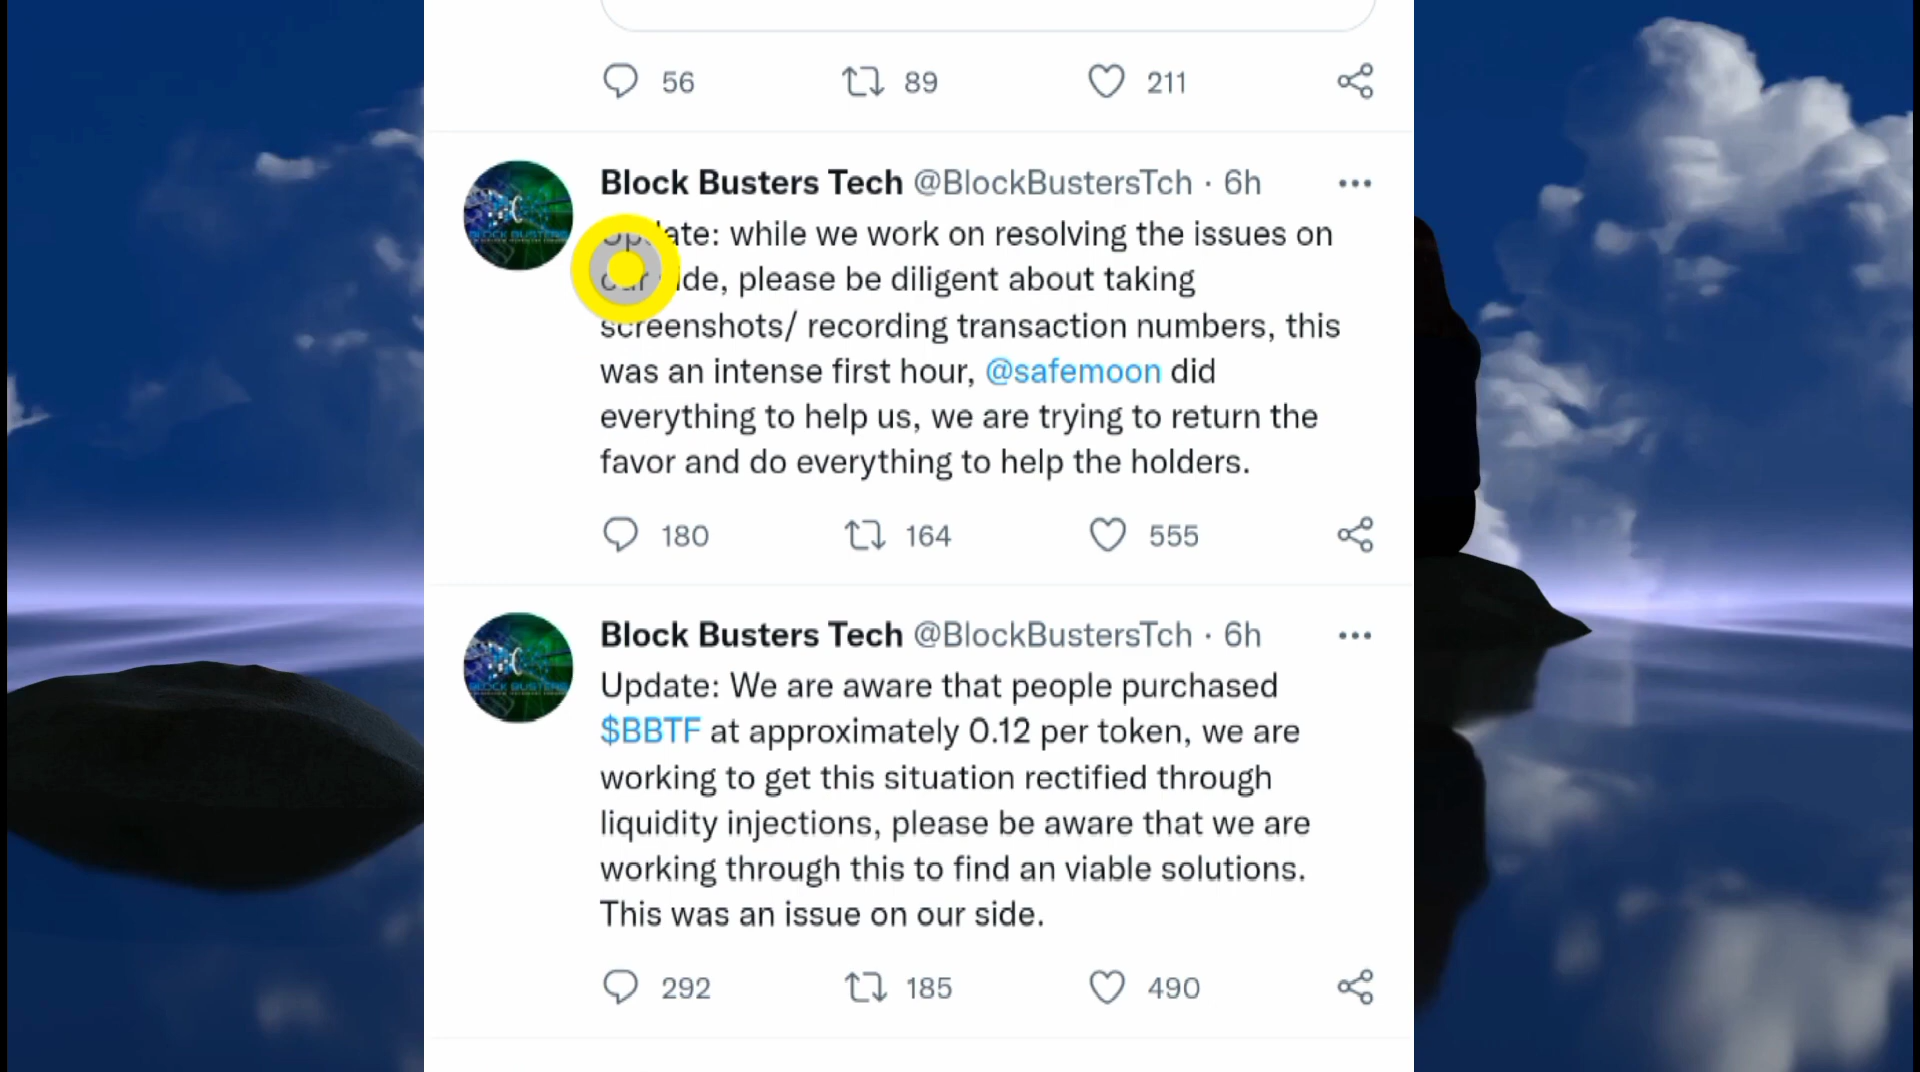 56 89 211
Block Busters Tech @BlockBustersTch · 6h
Update: while we work on resolving the issues on
our side, please be diligent about taking
screenshots/ recording transaction numbers, this
was an intense first hour, @safemoon did
everything to help us, we are trying to return the
favor and do everything to help the holders.
180 164 555
Block Busters Tech @BlockBustersTch · 6h
Update: We are aware that people purchased
$BBTF at approximately 0.12 per token, we are
working to get this situation rectified through
liquidity injections, please be aware that we are
working through this to find an viable solutions.
This was an issue on our side.
292 185 490